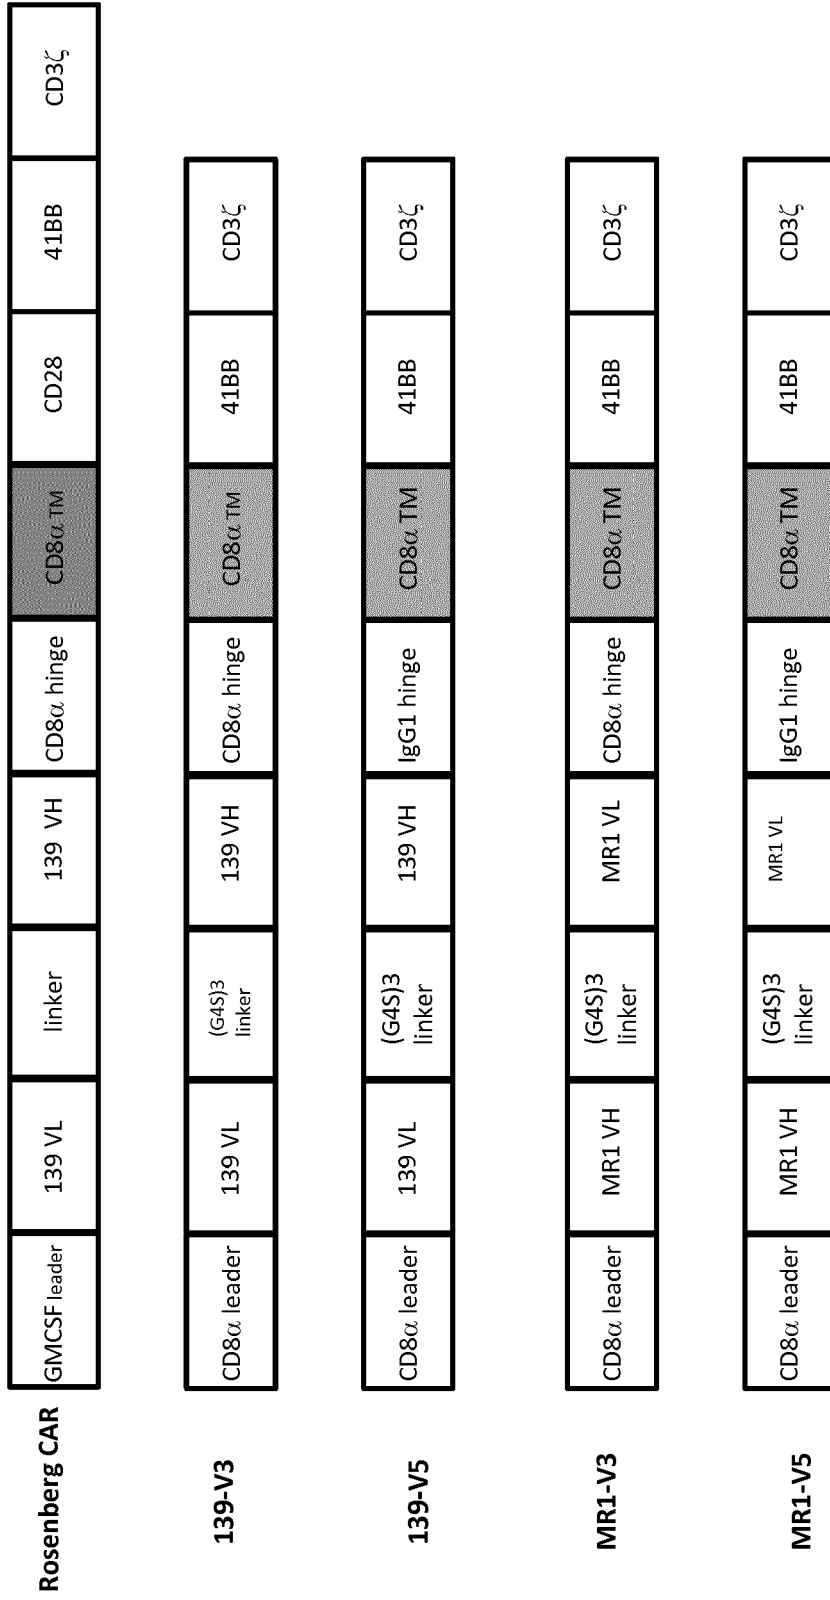 Rosenberg CAR
GMCSF leader
139 VL
linker
139 VH
CD8α hinge
CD8α TM
CD28
41BB
CD3ζ
139-V3
CD8α leader
139 VL
(G4S)3
linker
139 VH
CD8α hinge
CD8α TM
41BB
CD3ζ
139-V5
CD8α leader
139 VL
(G4S)3
linker
139 VH
IgG1 hinge
CD8α TM
41BB
CD3ζ
MR1-V3
CD8α leader
MR1 VH
(G4S)3
linker
MR1 VL
CD8α hinge
CD8α TM
41BB
CD3ζ
MR1-V5
CD8α leader
MR1 VH
(G4S)3
linker
MR1 VL
IgG1 hinge
CD8α TM
41BB
CD3ζ